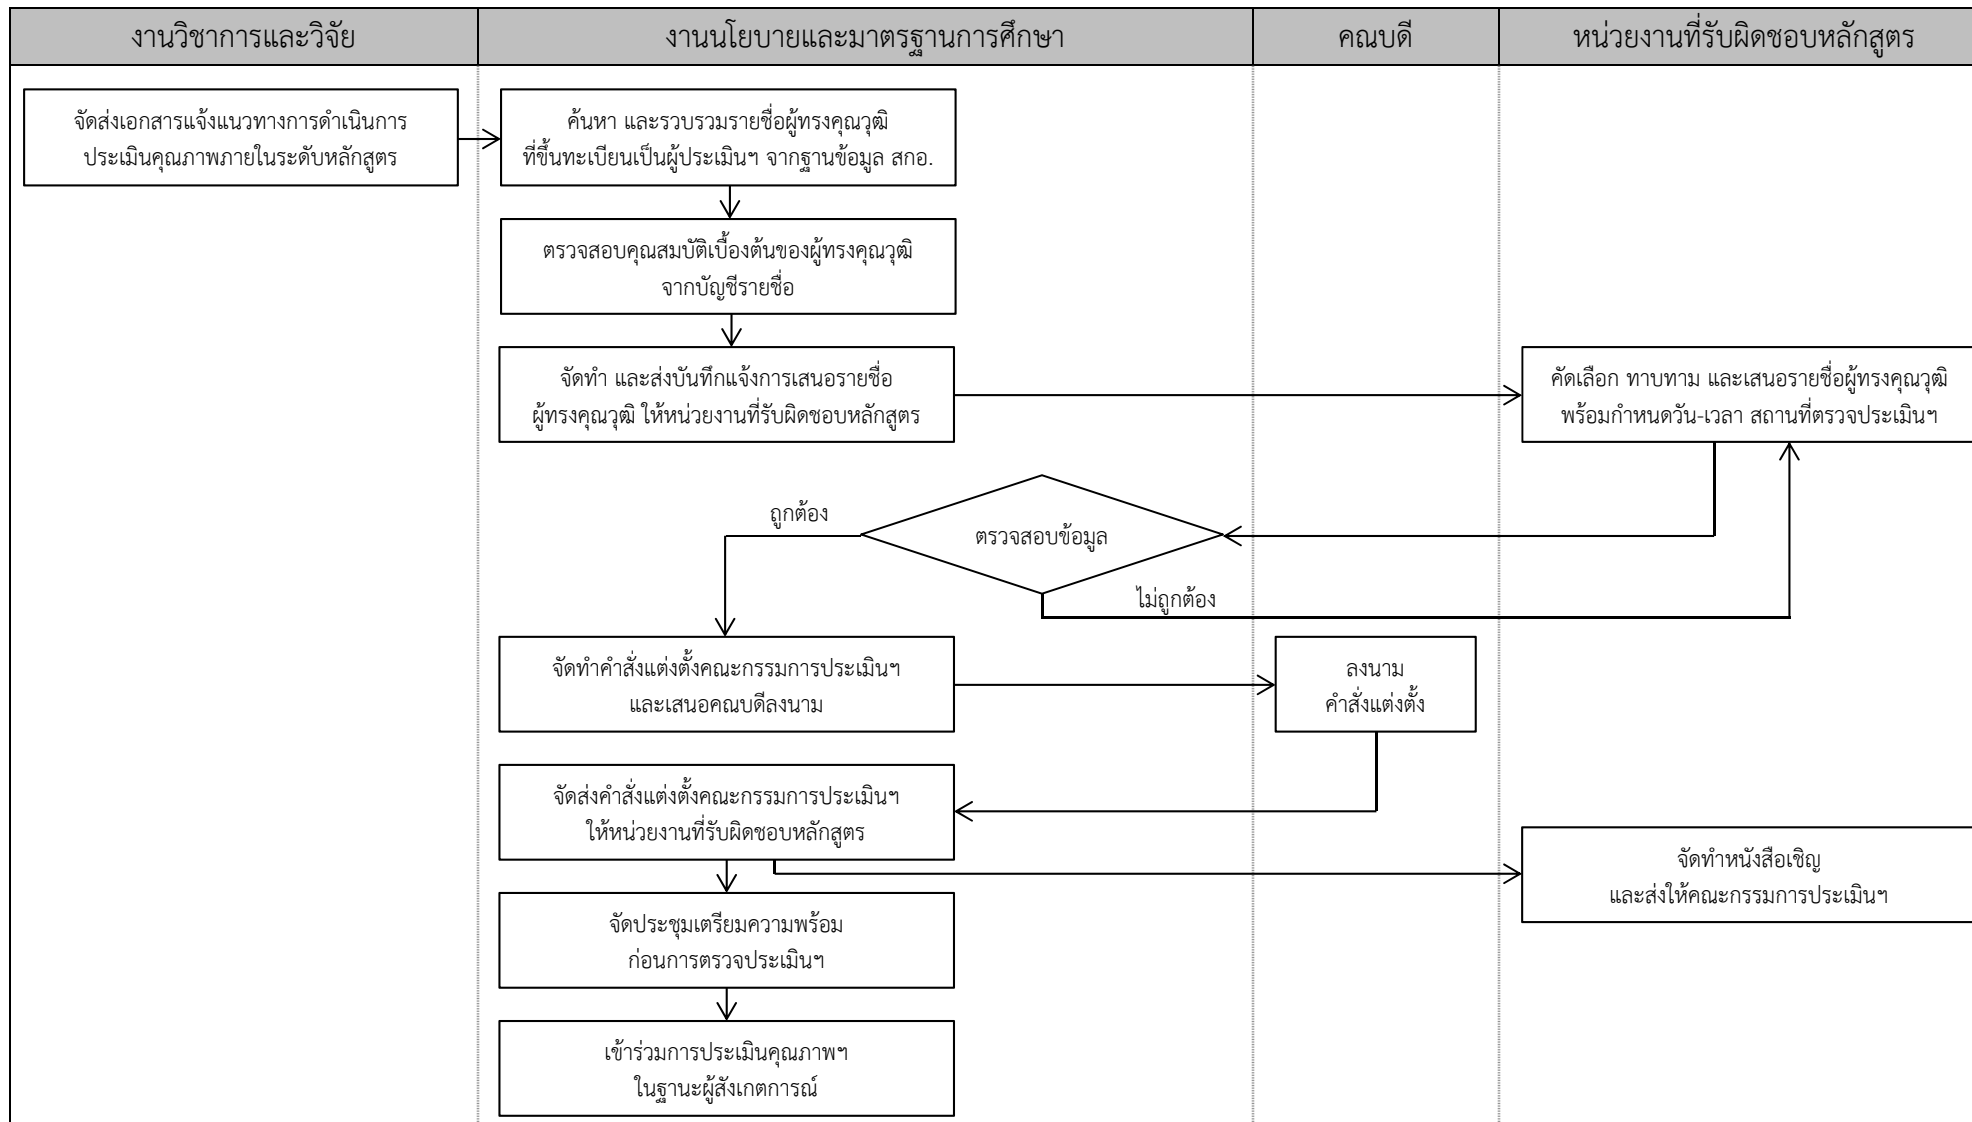 งานวิชาการและวิจัย
งานนโยบายและมาตรฐานการศึกษา
คณบดี
หน่วยงานที่รับผิดชอบหลักสูตร
จัดส่งเอกสารแจ้งแนวทางการดำเนินการ
ประเมินคุณภาพภายในระดับหลักสูตร
ค้นหา และรวบรวมรายชื่อผู้ทรงคุณวุฒิ
ที่ขึ้นทะเบียนเป็นผู้ประเมินฯ จากฐานข้อมูล สกอ.
ตรวจสอบคุณสมบัติเบื้องต้นของผู้ทรงคุณวุฒิ
จากบัญชีรายชื่อ
จัดทำ และส่งบันทึกแจ้งการเสนอรายชื่อ
ผู้ทรงคุณวุฒิ ให้หน่วยงานที่รับผิดชอบหลักสูตร
คัดเลือก ทาบทาม และเสนอรายชื่อผู้ทรงคุณวุฒิ
พร้อมกำหนดวัน-เวลา สถานที่ตรวจประเมินฯ
ถูกต้อง
ตรวจสอบข้อมูล
ไม่ถูกต้อง
จัดทำคำสั่งแต่งตั้งคณะกรรมการประเมินฯ
และเสนอคณบดีลงนาม
ลงนาม
คำสั่งแต่งตั้ง
จัดส่งคำสั่งแต่งตั้งคณะกรรมการประเมินฯ
ให้หน่วยงานที่รับผิดชอบหลักสูตร
จัดทำหนังสือเชิญ
และส่งให้คณะกรรมการประเมินฯ
จัดประชุมเตรียมความพร้อม
ก่อนการตรวจประเมินฯ
เข้าร่วมการประเมินคุณภาพฯ
ในฐานะผู้สังเกตการณ์